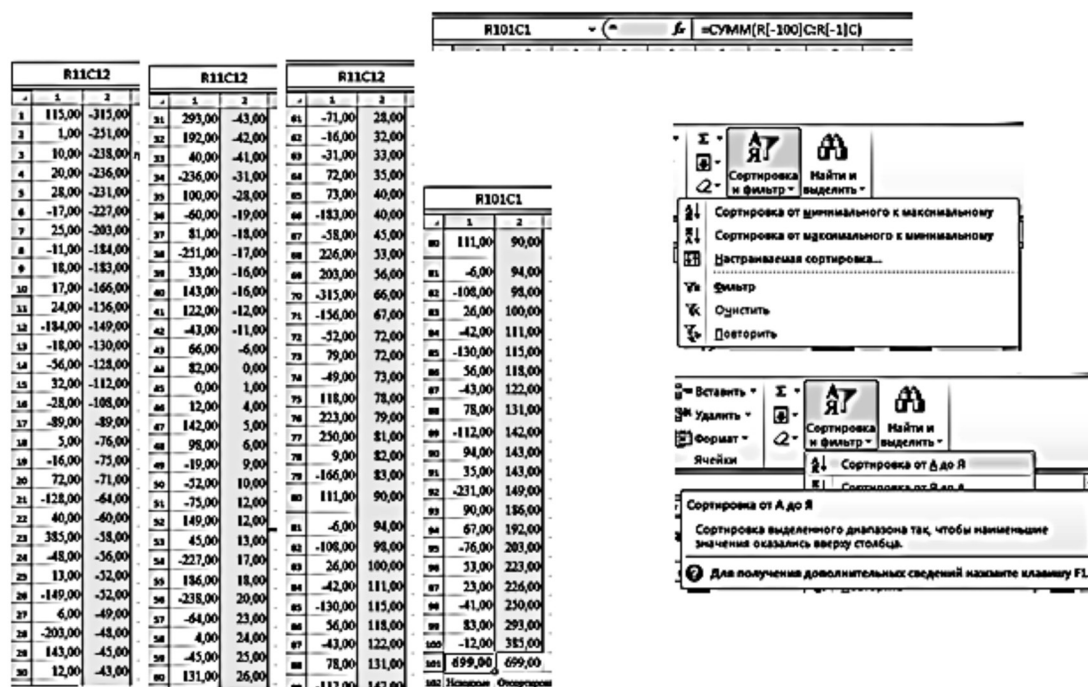 R101C1 fx =СУММ(R[-100]C:R[-1]C)
R11C12
1 2
1 115,00 -315,00
2 1,00 -251,00
3 10,00 -238,00
4 20,00 -236,00
5 28,00 -231,00
6 -17,00 -227,00
7 25,00 -203,00
8 -11,00 -184,00
9 18,00 -183,00
10 17,00 -166,00
11 24,00 -156,00
12 -184,00 -149,00
13 -18,00 -130,00
14 -56,00 -128,00
15 32,00 -112,00
16 -28,00 -108,00
17 -89,00 -89,00
18 5,00 -76,00
19 -16,00 -75,00
20 72,00 -71,00
21 -128,00 -64,00
22 40,00 -60,00
23 385,00 -58,00
24 -48,00 -56,00
25 13,00 -52,00
26 -149,00 -52,00
27 6,00 -49,00
28 -203,00 -48,00
29 143,00 -45,00
30 12,00 -43,00
R11C12
1 2
31 293,00 -43,00
32 192,00 -42,00
33 40,00 -41,00
34 -236,00 -31,00
35 100,00 -28,00
36 -60,00 -19,00
37 81,00 -18,00
38 -251,00 -17,00
39 33,00 -16,00
40 143,00 -16,00
41 122,00 -12,00
42 -43,00 -11,00
43 66,00 -6,00
44 82,00 0,00
45 0,00 1,00
46 12,00 4,00
47 142,00 5,00
48 98,00 6,00
49 -19,00 9,00
50 -52,00 10,00
51 -75,00 12,00
52 149,00 12,00
53 45,00 13,00
54 -227,00 17,00
55 186,00 18,00
56 -238,00 20,00
57 -64,00 23,00
58 4,00 24,00
59 -45,00 25,00
60 131,00 26,00
R11C12
1 2
61 -71,00 28,00
62 -16,00 32,00
63 -31,00 33,00
64 72,00 35,00
65 73,00 40,00
66 -183,00 40,00
67 -58,00 45,00
68 226,00 53,00
69 203,00 56,00
70 -315,00 66,00
71 -156,00 67,00
72 -52,00 72,00
73 79,00 72,00
74 -49,00 73,00
75 118,00 78,00
76 223,00 79,00
77 250,00 81,00
78 9,00 82,00
79 -166,00 83,00
80 111,00 90,00
81 -6,00 94,00
82 -108,00 98,00
83 26,00 100,00
84 -42,00 111,00
85 -130,00 115,00
86 56,00 118,00
87 -43,00 122,00
88 78,00 131,00
-112,00 142,00
R101C1
1 2
80 111,00 90,00
81 -6,00 94,00
82 -108,00 98,00
83 26,00 100,00
84 -42,00 111,00
85 -130,00 115,00
86 56,00 118,00
87 -43,00 122,00
88 78,00 131,00
89 -112,00 142,00
90 94,00 143,00
91 35,00 143,00
92 -231,00 149,00
93 90,00 186,00
94 67,00 192,00
95 -76,00 203,00
96 53,00 223,00
97 23,00 226,00
98 -41,00 250,00
99 83,00 293,00
100 -12,00 385,00
101 699,00 699,00
102
Сортировка и фильтр
Найти и выделить
Сортировка от минимального к максимальному
Сортировка от максимального к минимальному
Настраиваемая сортировка...
Фильтр
Очистить
Повторить
Вставить
Удалить
Формат
Ячейки
Сортировка и фильтр
Найти и выделить
Сортировка от А до Я
Сортировка от Я до А
Сортировка от А до Я
Сортировка выделенного диапазона так, чтобы наименьшие
значения оказались вверху столбца.
Для получения дополнительных сведений нажмите клавишу F1.